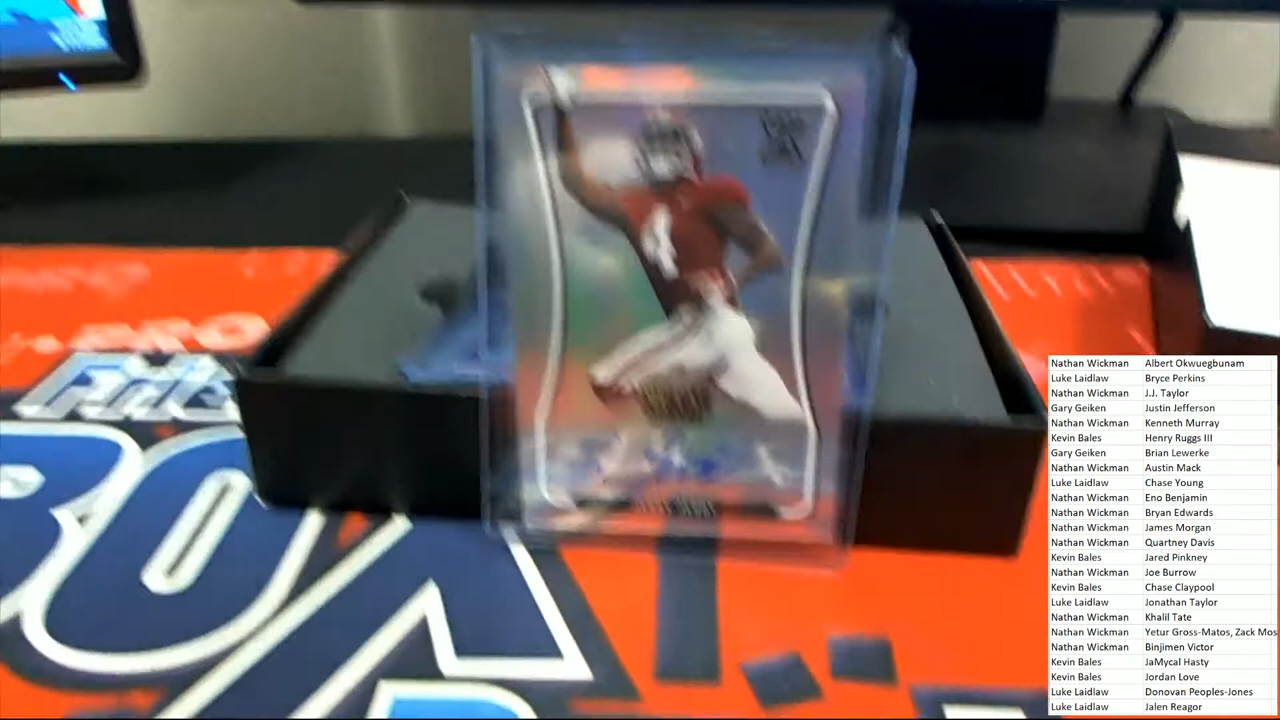 4
Nathan Wickman Albert Okwuegbunam
Luke Laidlaw Bryce Perkins
Nathan Wickman J.J. Taylor
Gary Geiken Justin Jefferson
Nathan Wickman Kenneth Murray
Kevin Bales Henry Ruggs III
Gary Geiken Brian Lewerke
Nathan Wickman Austin Mack
Luke Laidlaw Chase Young
Nathan Wickman Eno Benjamin
Nathan Wickman Bryan Edwards
Nathan Wickman James Morgan
Nathan Wickman Quartney Davis
Kevin Bales Jared Pinkney
Nathan Wickman Joe Burrow
Kevin Bales Chase Claypool
Luke Laidlaw Jonathan Taylor
Nathan Wickman Khalil Tate
Nathan Wickman Yetur Gross-Matos, Zack Mos
Nathan Wickman Binjimen Victor
Kevin Bales JaMycal Hasty
Kevin Bales Jordan Love
Luke Laidlaw Donovan Peoples-Jones
Luke Laidlaw Jalen Reagor